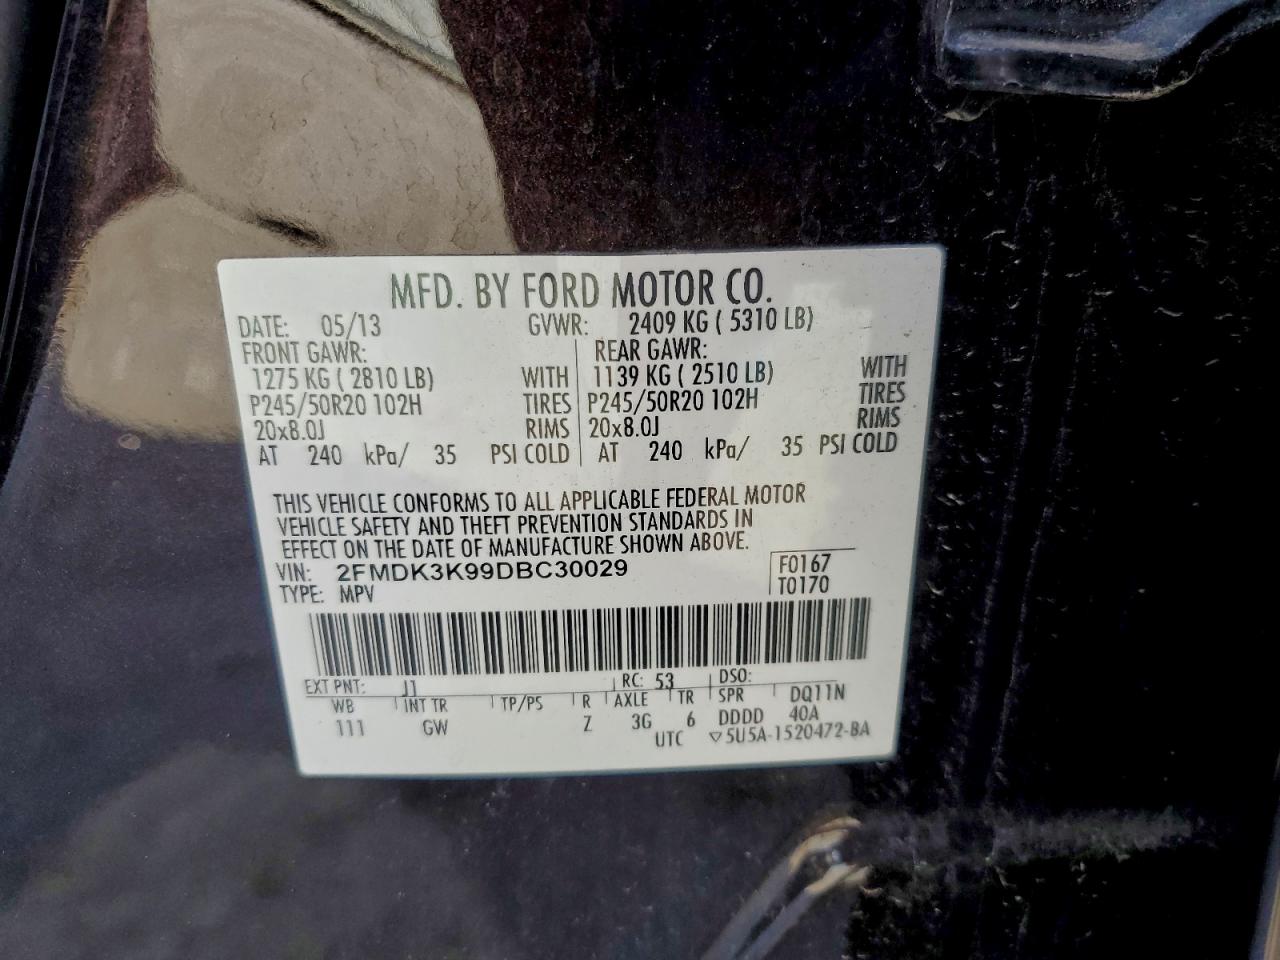 MFD. BY FORD MOTOR CO.
DATE: 05/13 GVWR: 2409 KG ( 5310 LB)
FRONT GAWR: REAR GAWR:
1275 KG ( 2810 LB) WITH 1139 KG ( 2510 LB) WITH
P245/50R20 102H TIRES P245/50R20 102H TIRES
20x8.0J RIMS 20x8.0J RIMS
AT 240 kPa/ 35 PSI COLD AT 240 kPa/ 35 PSI COLD
THIS VEHICLE CONFORMS TO ALL APPLICABLE FEDERAL MOTOR
VEHICLE SAFETY AND THEFT PREVENTION STANDARDS IN
EFFECT ON THE DATE OF MANUFACTURE SHOWN ABOVE.
VIN: 2FMDK3K99DBC30029 F0167
TYPE: MPV T0170
EXT PNT: J1 RC: 53 DSO:
WB INT TR TP/PS R AXLE TR SPR DQ11N
111 GW Z 3G 6 DDDD 40A
UTC ▽5U5A-1520472-BA